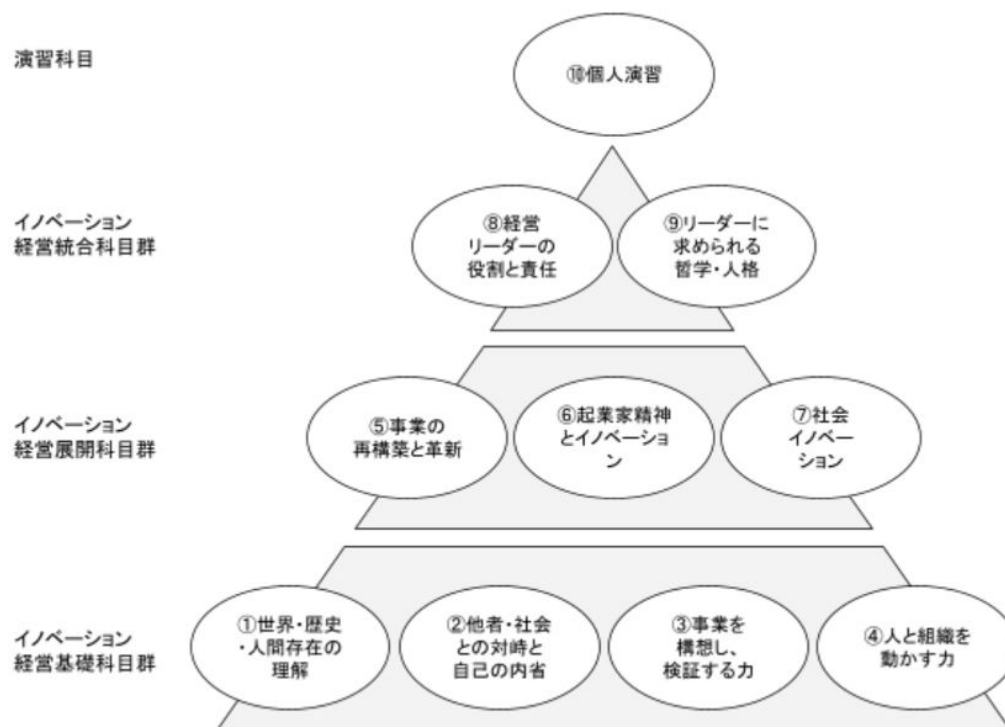 演習科目
⑩個人演習
イノベーション
経営統合科目群
⑧経営
リーダーの
役割と責任
⑨リーダーに
求められる
哲学・人格
イノベーション
経営展開科目群
⑤事業の
再構築と革新
⑥起業家精神
とイノベーショ
ン
⑦社会
イノベー
ション
イノベーション
経営基礎科目群
①世界・歴史
・人間存在の
理解
②他者・社会
との対峙と
自己の内省
③事業を
構想し、
検証する力
④人と組織を
動かす力